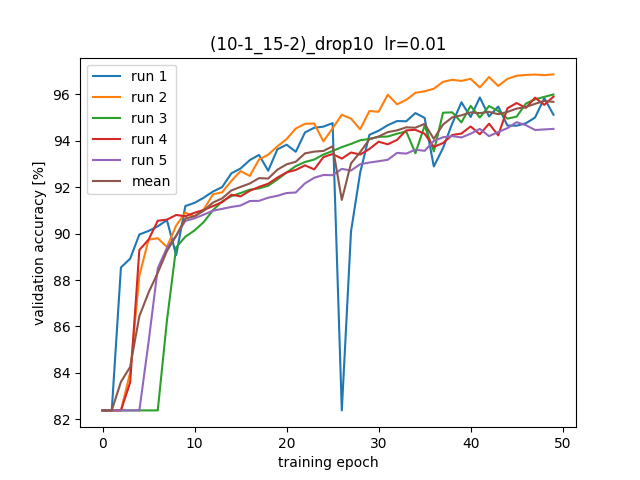 (10-1_15-2)_drop10  lr=0.01
run 1
run 2
run 3
run 4
run 5
mean
validation accuracy [%]
96
94
92
90
88
86
84
82
0
10
20
30
40
50
training epoch